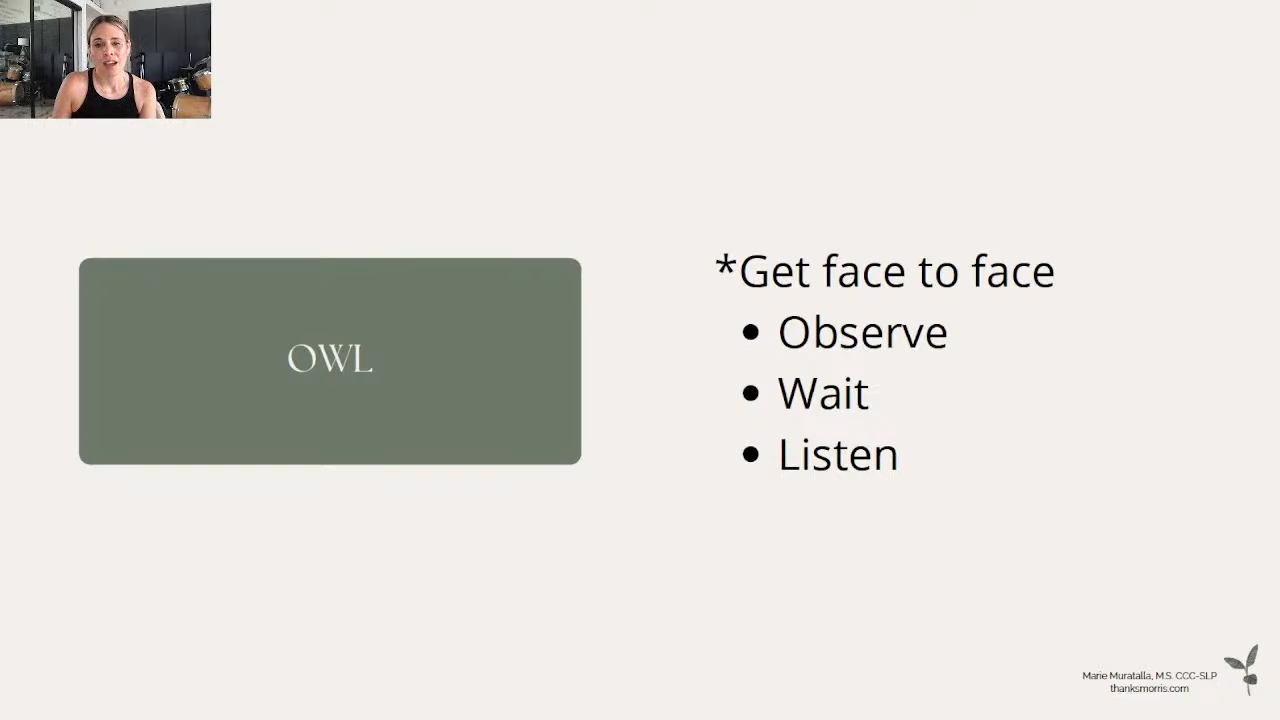 OWL
*Get face to face
• Observe
• Wait
• Listen
Marie Muratalla, M.S. CCC-SLP
thanksmorris.com